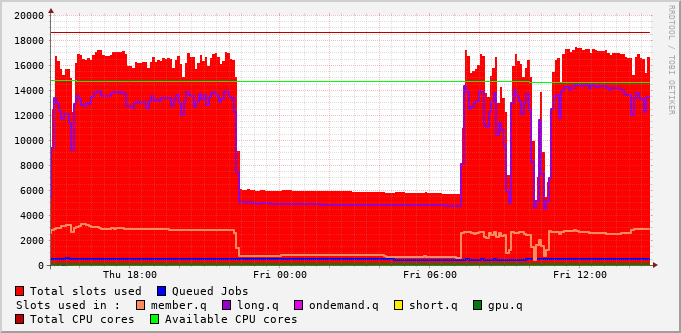 20000
18000
16000
14000
12000
10000
8000
6000
4000
2000
0
Thu 18:00 Fri 00:00 Fri 06:00 Fri 12:00
RRDTOOL / TOBI OETIKER
Total slots used Queued Jobs
Slots used in : member.q long.q ondemand.q short.q gpu.q
Total CPU cores Available CPU cores